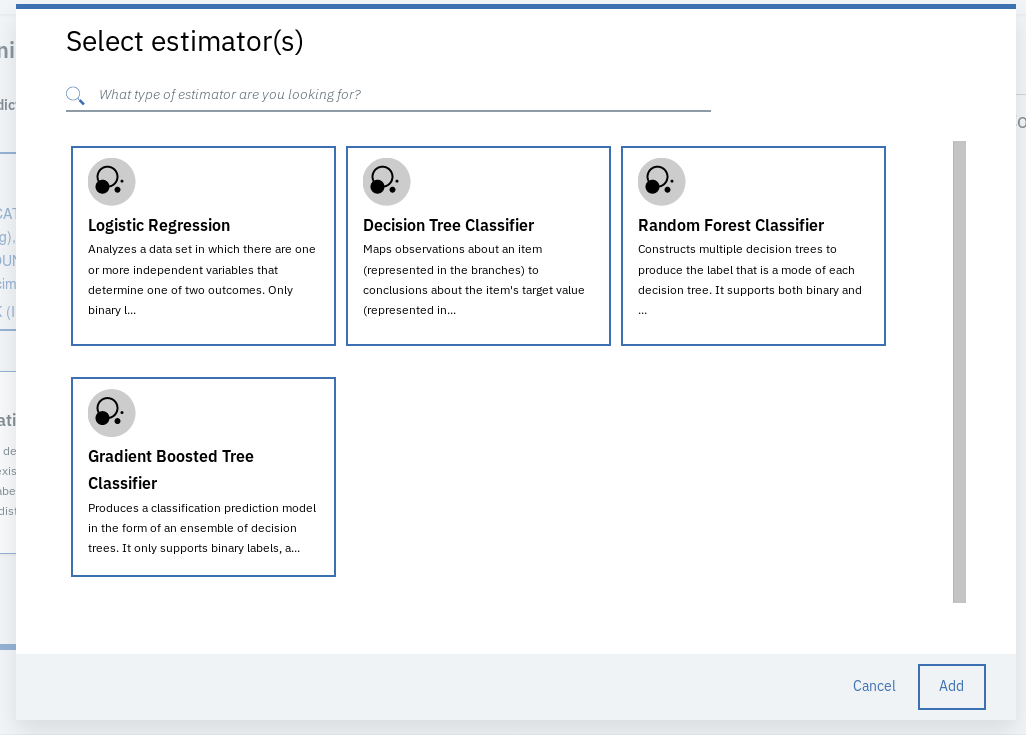 Select estimator(s)
What type of estimator are you looking for?
Logistic Regression
Analyzes a data set in which there are one
or more independent variables that
determine one of two outcomes. Only
binary l...
Decision Tree Classifier
Maps observations about an item
(represented in the branches) to
conclusions about the item's target value
(represented in...
Random Forest Classifier
Constructs multiple decision trees to
produce the label that is a mode of each
decision tree. It supports both binary and
...
Gradient Boosted Tree
Classifier
Produces a classification prediction model
in the form of an ensemble of decision
trees. It only supports binary labels, a...
Cancel
Add